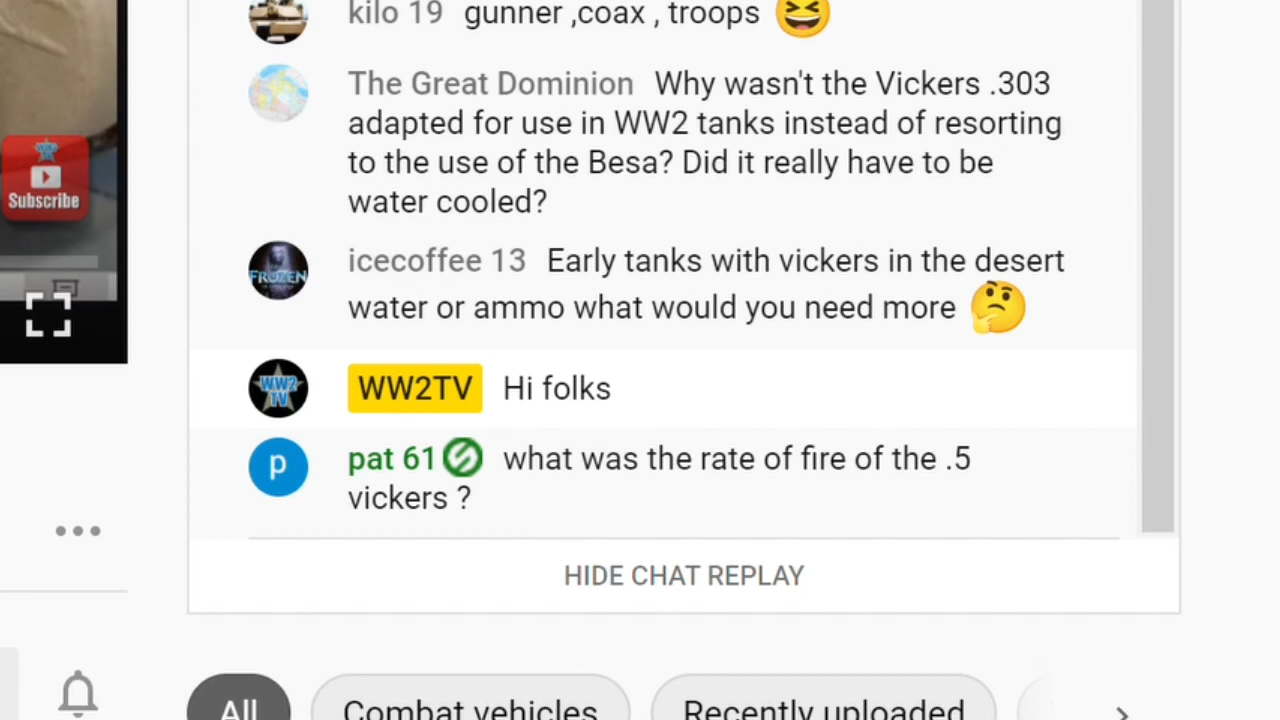 kilo 19 gunner ,coax , troops
The Great Dominion Why wasn't the Vickers .303
adapted for use in WW2 tanks instead of resorting
to the use of the Besa? Did it really have to be
water cooled?
Subscribe
FROZEN
icecoffee 13 Early tanks with vickers in the desert
water or ammo what would you need more
WW2
TV
WW2TV Hi folks
p
pat 61 what was the rate of fire of the .5
vickers ?
HIDE CHAT REPLAY
All Combat vehicles Recently uploaded